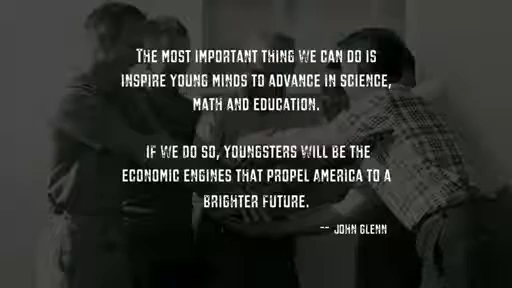 THE MOST IMPORTANT THING WE CAN DO IS
INSPIRE YOUNG MINDS TO ADVANCE IN SCIENCE,
MATH AND EDUCATION.
IF WE DO SO, YOUNGSTERS WILL BE THE
ECONOMIC ENGINES THAT PROPEL AMERICA TO A
BRIGHTER FUTURE.
-- JOHN GLENN